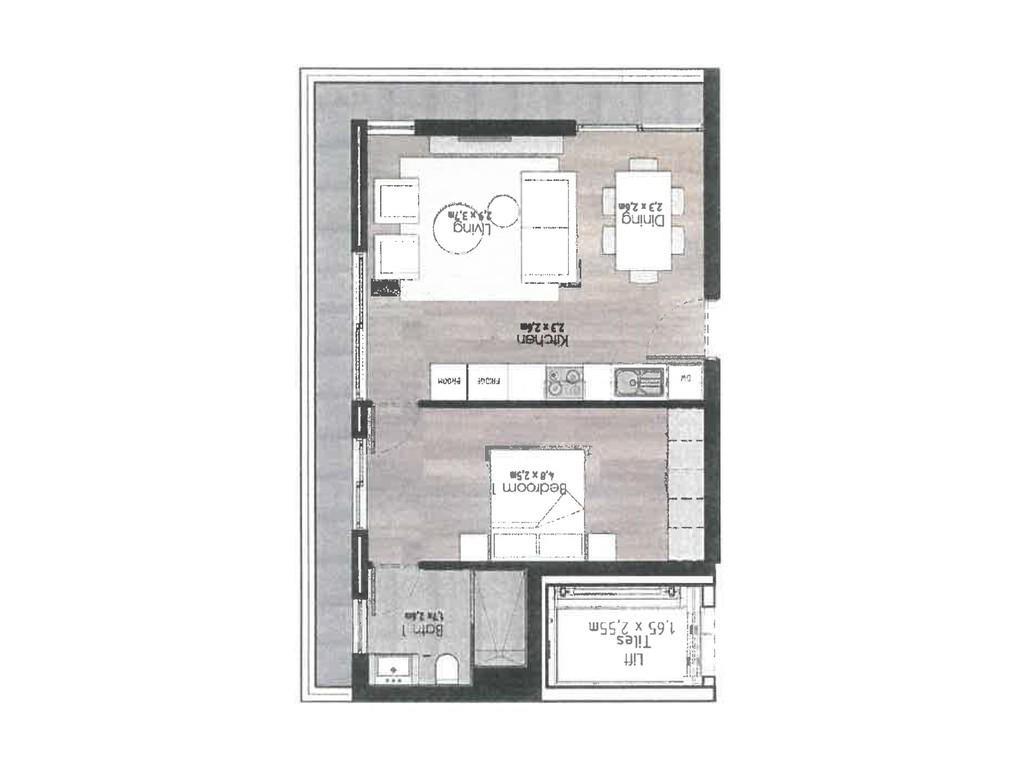 Lift
Tiles
1,65 x 2,55m
Bath 1
1,7 x 2,6m
Bedroom 1
4,8 x 2,5m
DW
FRIDGE
BROOM
Kitchen
2,3 x 2,6m
Dining
2,3 x 2,6m
Living
2,9 x 3,7m